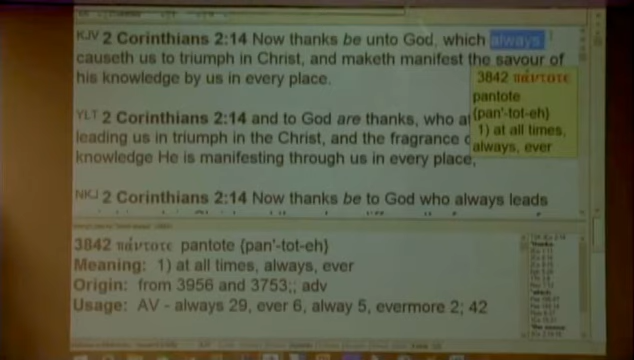 KJV 2 Corinthians 2:14 Now thanks be unto God, which always
causeth us to triumph in Christ, and maketh manifest the savour of
his knowledge by us in every place.
3842 πάντοτε
pantote
{pan'-tot-eh}
1) at all times,
always, ever
YLT 2 Corinthians 2:14 and to God are thanks, who at
leading us in triumph in the Christ, and the fragrance o
knowledge He is manifesting through us in every place,
NKJ 2 Corinthians 2:14 Now thanks be to God who always leads
3842 πάντοτε pantote {pan'-tot-eh}
Meaning: 1) at all times, always, ever
Origin: from 3956 and 3753;; adv
Usage: AV - always 29, ever 6, alway 5, evermore 2; 42